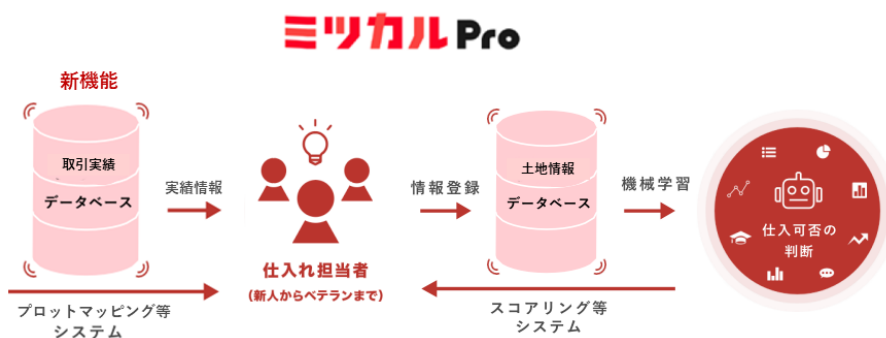 ミツカル Pro
新機能
取引実績
データベース
実績情報
仕入れ担当者
(新人からベテランまで)
情報登録
土地情報
データベース
機械学習
仕入可否の
判断
プロットマッピング等
システム
スコアリング等
システム